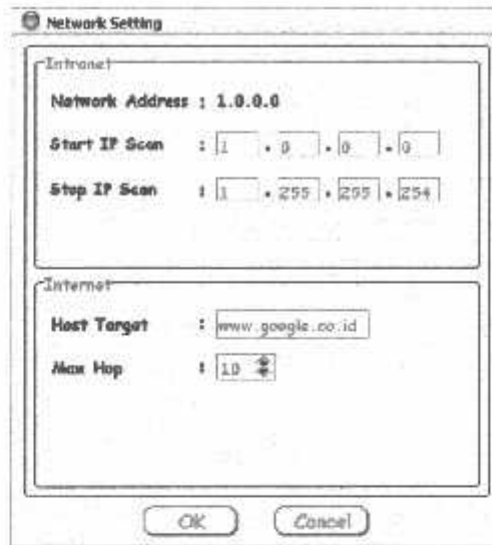 Network Setting
Intranet
Network Address : 1.0.0.0
Start IP Scan : 1 . 0 . 0 . 0
Stop IP Scan : 1 . 255 . 255 . 254
Internet
Host Target : www.google.co.id
Max Hop : 10
OK Cancel